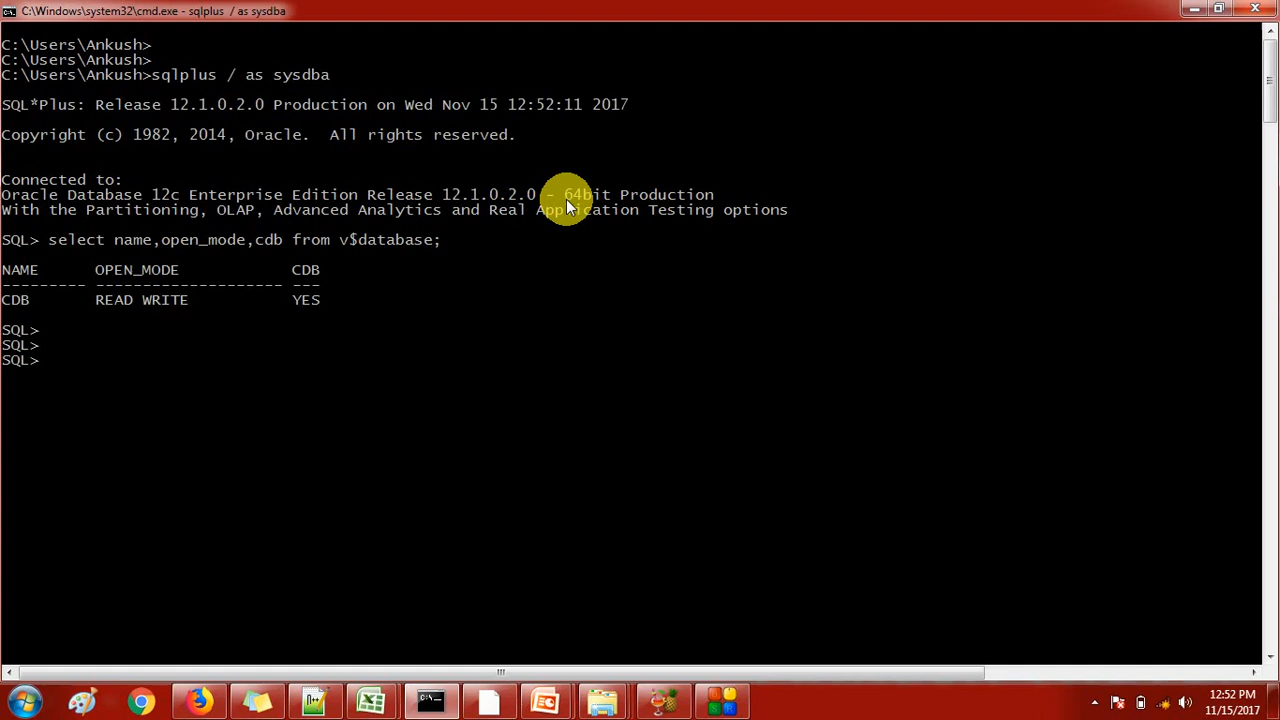 C:\Windows\system32\cmd.exe - sqlplus  / as sysdba
C:\Users\Ankush>
C:\Users\Ankush>
C:\Users\Ankush>sqlplus / as sysdba
SQL*Plus: Release 12.1.0.2.0 Production on Wed Nov 15 12:52:11 2017
Copyright (c) 1982, 2014, Oracle.  All rights reserved.
Connected to:
Oracle Database 12c Enterprise Edition Release 12.1.0.2.0 - 64bit Production
With the Partitioning, OLAP, Advanced Analytics and Real Application Testing options
SQL> select name,open_mode,cdb from v$database;
NAME      OPEN_MODE            CDB
--------- -------------------- ---
CDB       READ WRITE           YES
SQL>
SQL>
SQL>
12:52 PM
11/15/2017